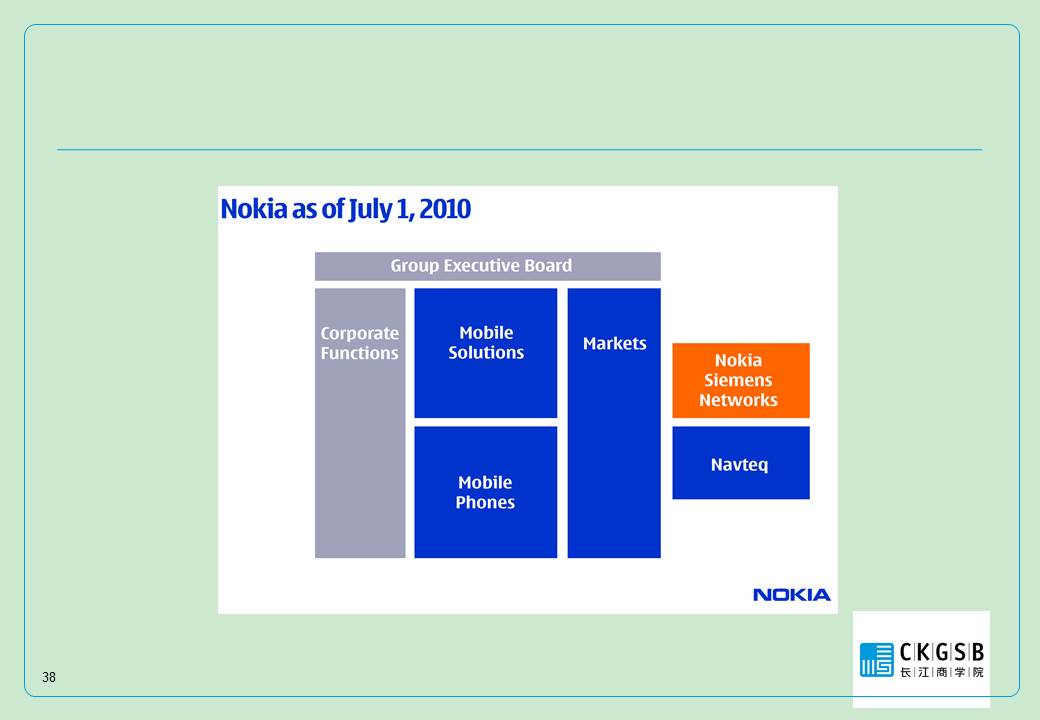 Nokia as of July 1, 2010
Group Executive Board
Corporate
Functions
Mobile
Solutions
Markets
Nokia
Siemens
Networks
Mobile
Phones
Navteq
NOKIA
CKGSB
长江商学院
38